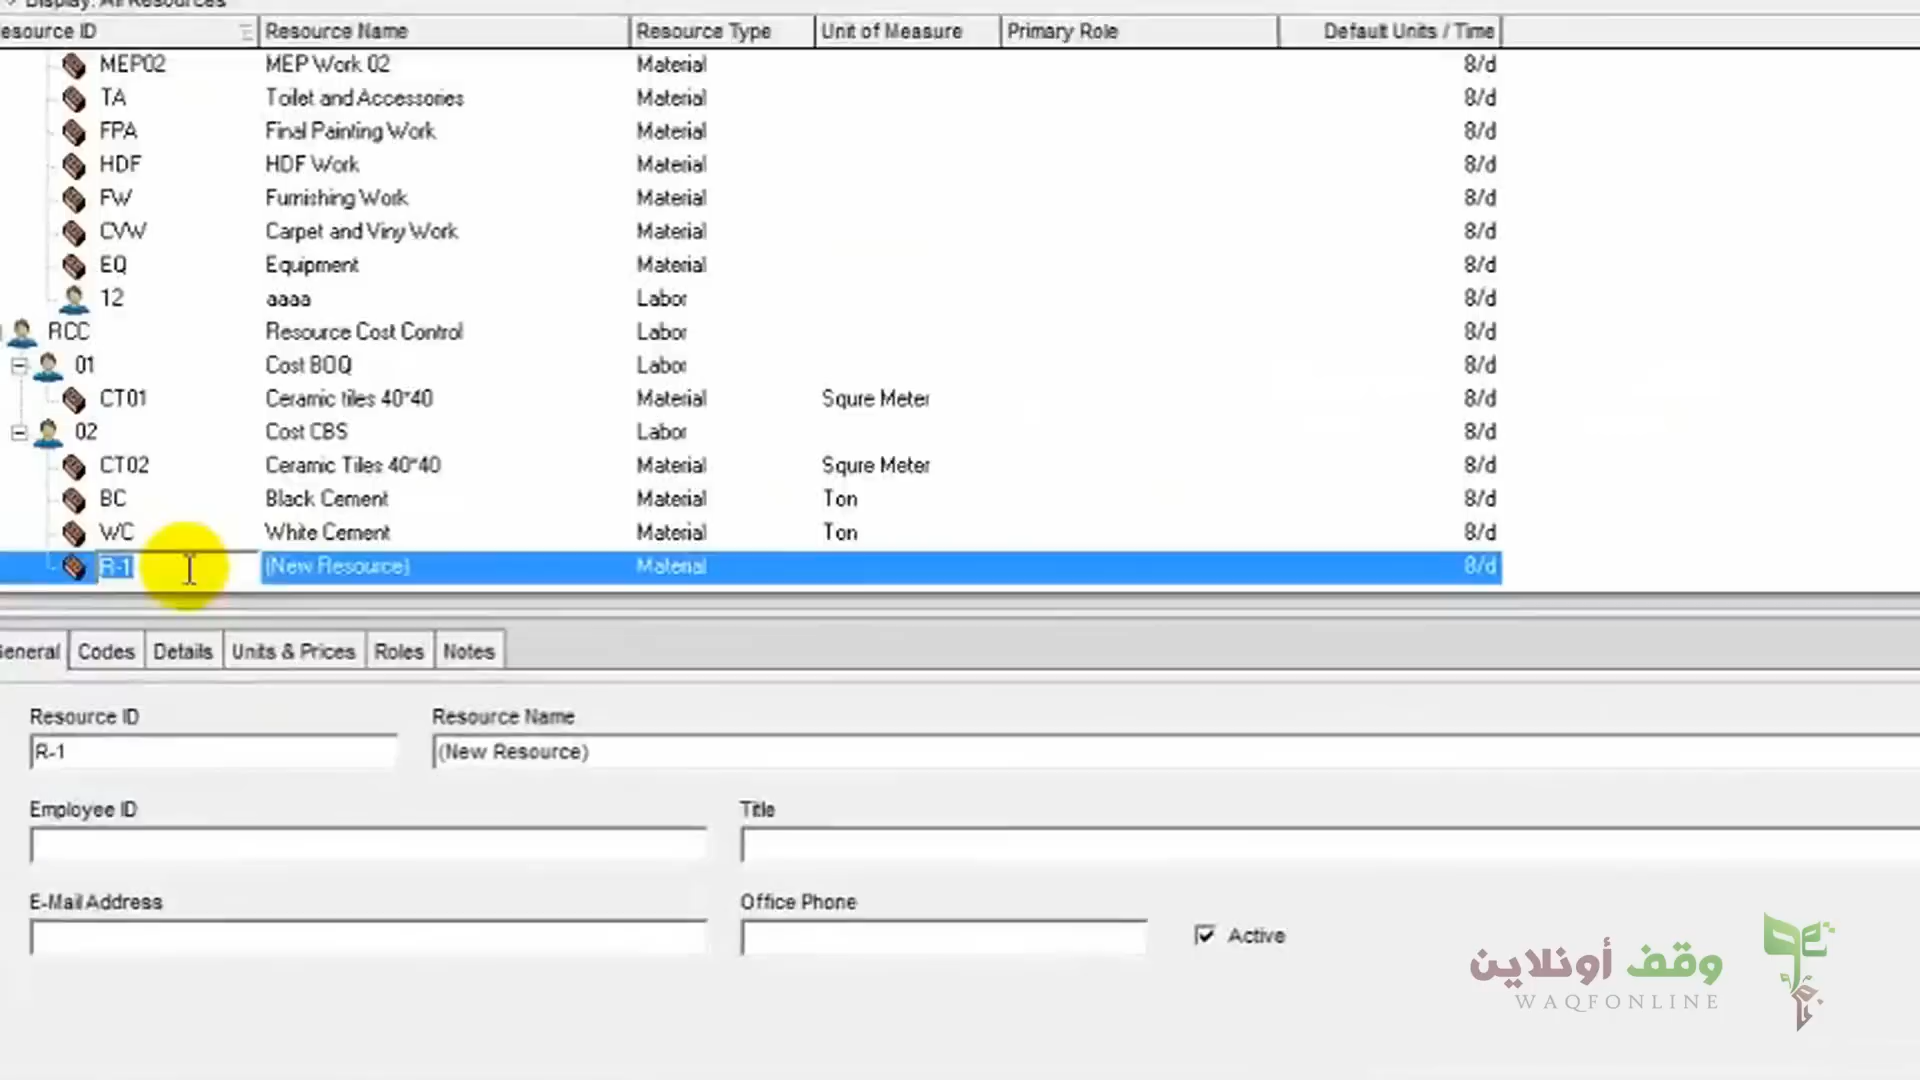 Display: All Resources
esource ID Resource Name Resource Type Unit of Measure Primary Role Default Units / Time
MEP02 MEP Work 02 Material 8/d
TA Toilet and Accessories Material 8/d
FPA Final Painting Work Material 8/d
HDF HDF Work Material 8/d
FW Furnishing Work Material 8/d
CVW Carpet and Viny Work Material 8/d
EQ Equipment Material 8/d
12 aaaa Labor 8/d
RCC Resource Cost Control Labor 8/d
01 Cost BOQ Labor 8/d
CT01 Ceramic tiles 40*40 Material Squre Meter 8/d
02 Cost CBS Labor 8/d
CT02 Ceramic Tiles 40*40 Material Squre Meter 8/d
BC Black Cement Material Ton 8/d
WC White Cement Material Ton 8/d
R-1 (New Resource) Material 8/d
General Codes Details Units & Prices Roles Notes
Resource ID Resource Name
R-1 (New Resource)
Employee ID Title
E-Mail Address Office Phone
Active
وقف أونلاين
WAQFONLINE